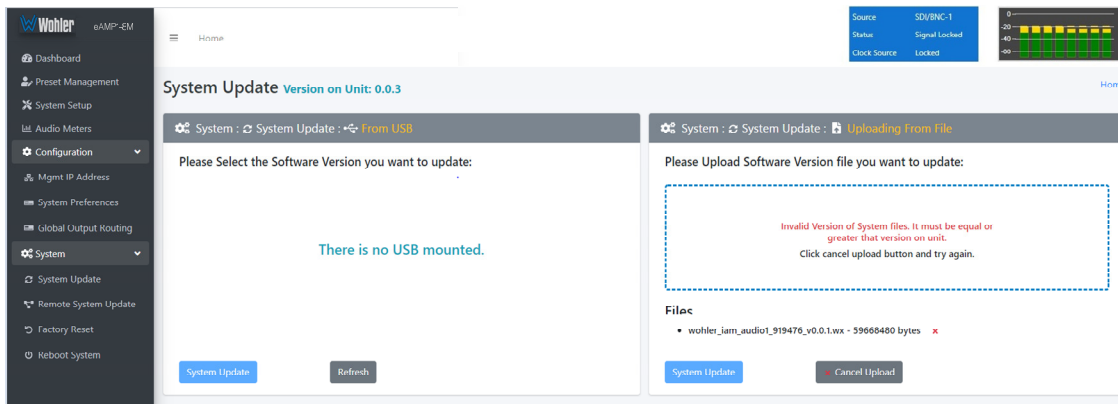 Wohler eAMP1-8M
Dashboard
Preset Management
System Setup
Audio Meters
Configuration
Mgmt IP Address
System Preferences
Global Output Routing
System
System Update
Remote System Update
Factory Reset
Reboot System
Home
Source SDI/BNC-1
Status Signal Locked
Clock Source Locked
0
-20
-40
-60
System Update Version on Unit: 0.0.3
Hom
System : System Update : From USB
Please Select the Software Version you want to update:
There is no USB mounted.
System Update
Refresh
System : System Update : Uploading From File
Please Upload Software Version file you want to update:
Invalid Version of System files. It must be equal or
greater that version on unit.
Click cancel upload button and try again.
Files
wohler_iam_audio1_919476_v0.0.1.wx - 59668480 bytes x
System Update
x Cancel Upload